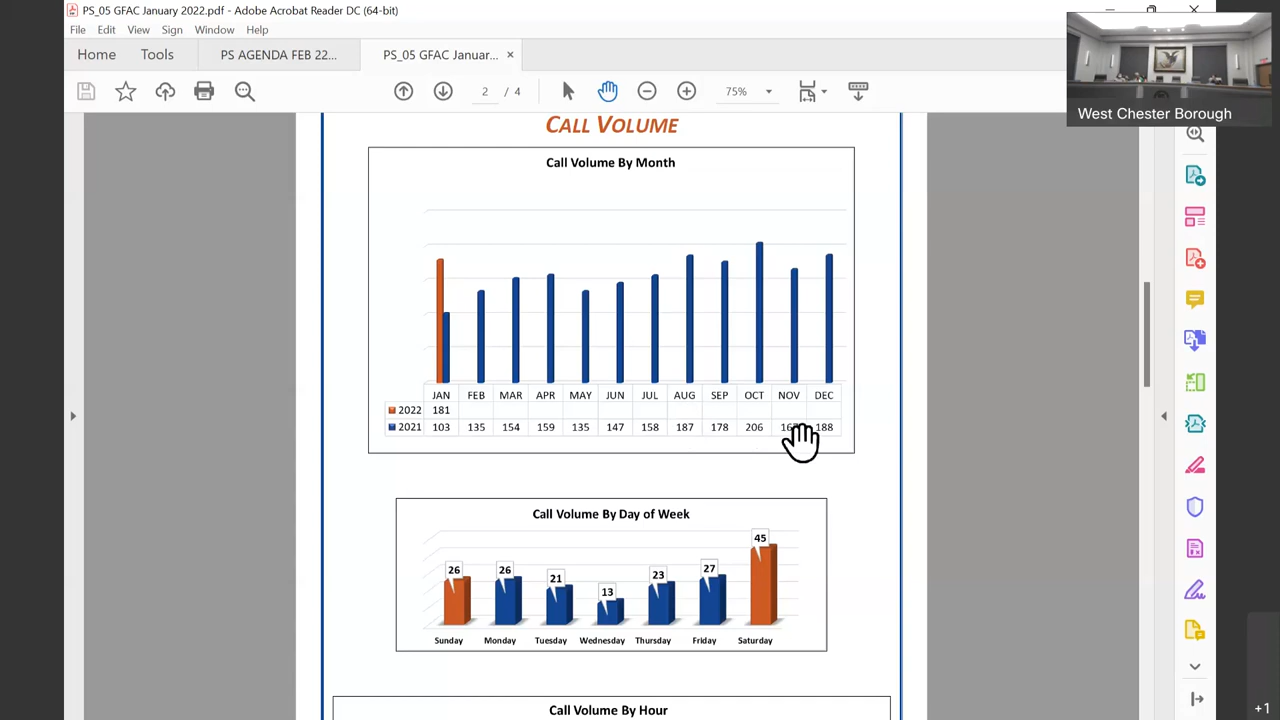 PS_05 GFAC January 2022.pdf - Adobe Acrobat Reader DC (64-bit)
File Edit View Sign Window Help
Home Tools PS AGENDA FEB 22... PS_05 GFAC Januar... ×
2 / 4 75%
West Chester Borough
CALL VOLUME
Call Volume By Month
JAN FEB MAR APR MAY JUN JUL AUG SEP OCT NOV DEC
2022 181
2021 103 135 154 159 135 147 158 187 178 206 188
Call Volume By Day of Week
26 26 21 13 23 27 45
Sunday Monday Tuesday Wednesday Thursday Friday Saturday
Call Volume By Hour
+1